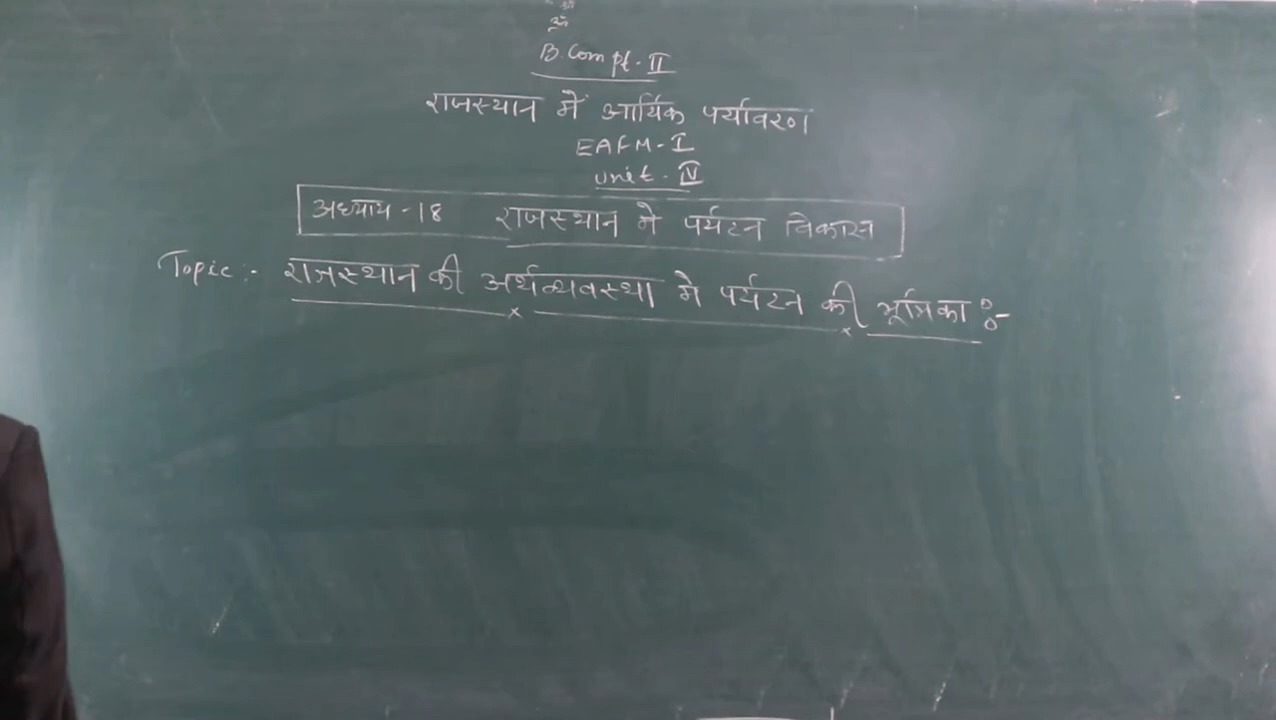 ॐ
B.Com pt. II
राजस्थान में आर्थिक पर्यावरण
EAFM-I
Unit-IV
अध्याय-18 राजस्थान मे पर्यटन विकास
Topic:- राजस्थान की अर्थव्यवस्था मे पर्यटन की भूमिका :-